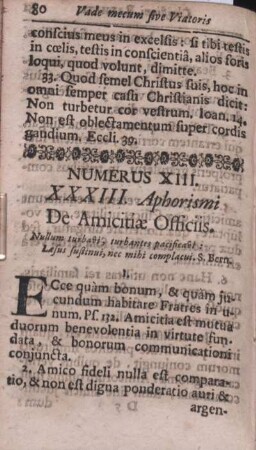 80 Vade mecum sive Viatoris
conscius meus in excelsis: si tibi testis
in cœlis, testis in conscientiâ, alios foris
loqui, quod volunt, dimitte.
33. Quod semel Christus suis, hoc in
omni semper casu Christianis dicit:
Non turbetur cor vestrum. Ioan. 14.
Non est oblectamentum super cordis
gaudium. Eccli. 39.
NUMERUS XIII.
XXXIII. Aphorismi
De Amicitiæ Officiis.
Nullum turbavi, turbantes pacificavi:
Læsus sustinui, nec mihi complacui. S. Bern.
1.
ECce quàm bonum, & quàm ju-
cundum habitare Fratres in u-
num. Ps. 132. Amicitia est mutua
duorum benevolentia in virtute fun-
data, & bonorum communicationi
conjuncta.
2. Amico fideli nulla est compara-
tio, & non est digna ponderatio auri &
argen-